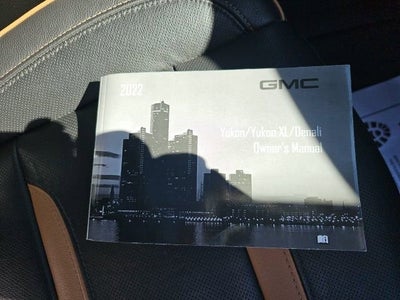 2022
GMC
Yukon/Yukon XL/Denali
Owner's Manual